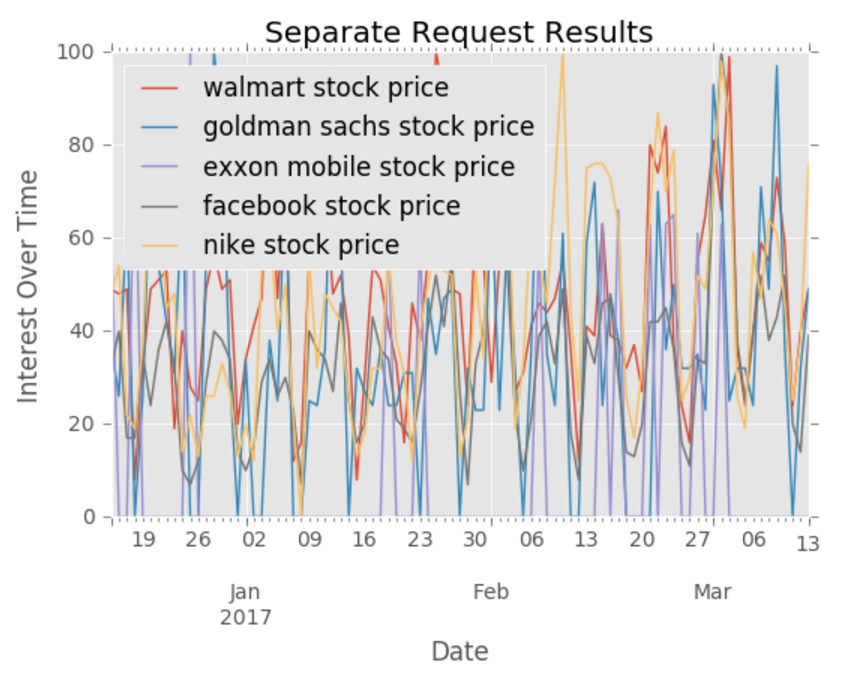 Separate Request Results
100
80
60
40
20
0
Interest Over Time
walmart stock price
goldman sachs stock price
exxon mobile stock price
facebook stock price
nike stock price
19 26 02 09 16 23 30 06 13 20 27 06 13
Jan Feb Mar
2017
Date